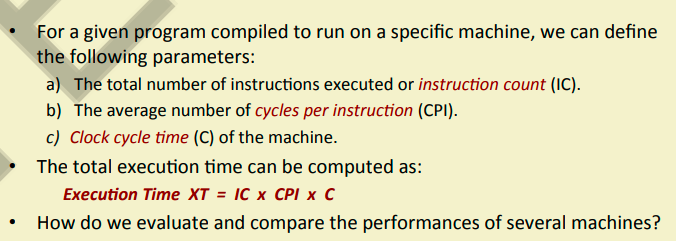 • For a given program compiled to run on a specific machine, we can define
the following parameters:
a) The total number of instructions executed or instruction count (IC).
b) The average number of cycles per instruction (CPI).
c) Clock cycle time (C) of the machine.
• The total execution time can be computed as:
Execution Time XT = IC x CPI x C
• How do we evaluate and compare the performances of several machines?